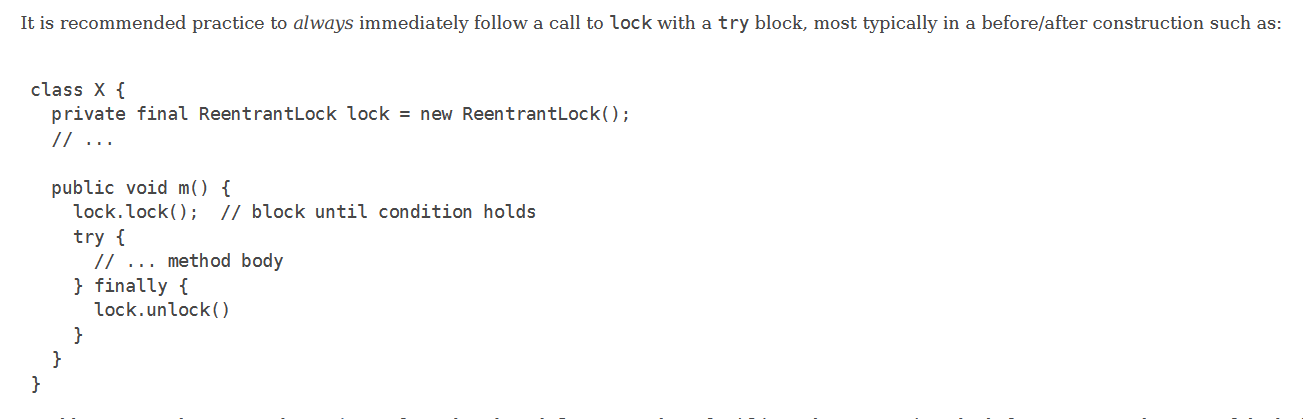 It is recommended practice to always immediately follow a call to lock with a try block, most typically in a before/after construction such as:
class X {
private final ReentrantLock lock = new ReentrantLock();
// ...
public void m() {
lock.lock();  // block until condition holds
try {
// ... method body
} finally {
lock.unlock()
}
}
}